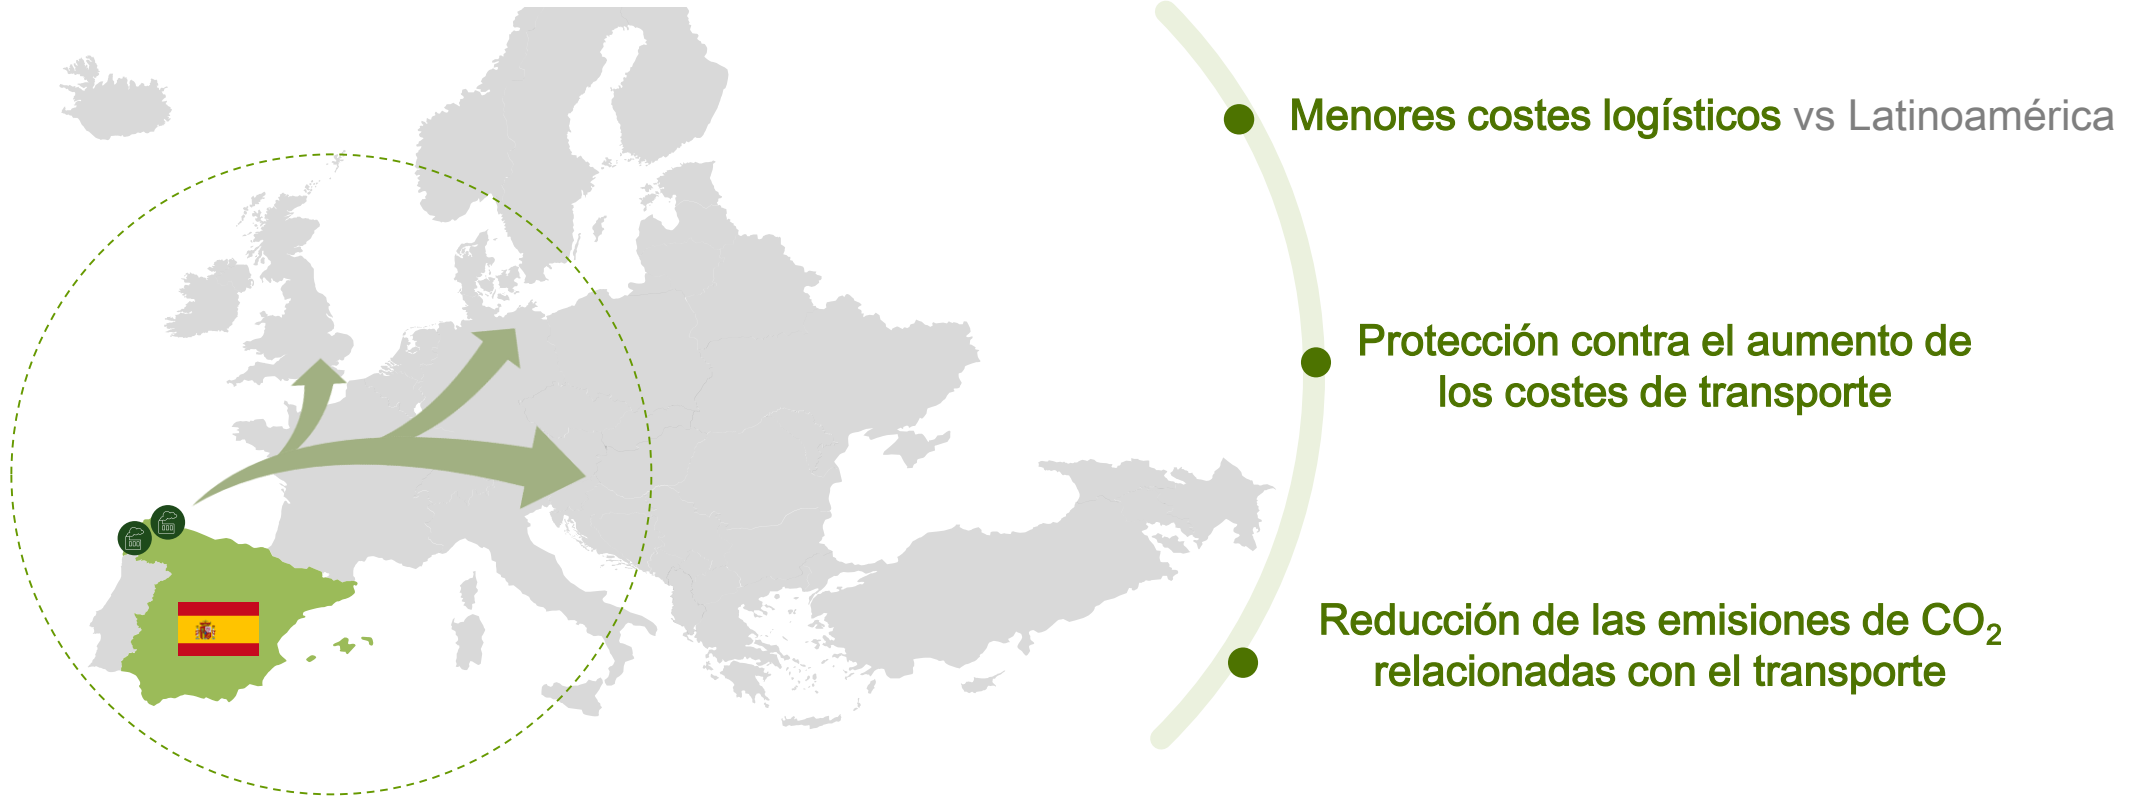 Menores costes logísticos vs Latinoamérica
Protección contra el aumento de
los costes de transporte
Reducción de las emisiones de CO₂
relacionadas con el transporte